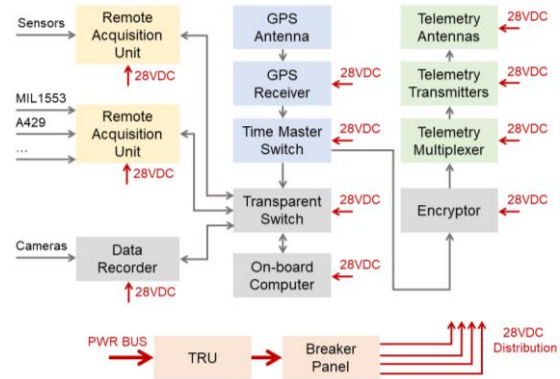 Sensors
Remote
Acquisition
Unit
28VDC
MIL1553
A429
...
Remote
Acquisition
Unit
28VDC
Cameras
Data
Recorder
28VDC
GPS
Antenna
GPS
Receiver
28VDC
Time Master
Switch
28VDC
Transparent
Switch
28VDC
On-board
Computer
28VDC
Telemetry
Antennas
28VDC
Telemetry
Transmitters
28VDC
Telemetry
Multiplexer
28VDC
Encryptor
28VDC
PWR BUS
TRU
Breaker
Panel
28VDC
Distribution